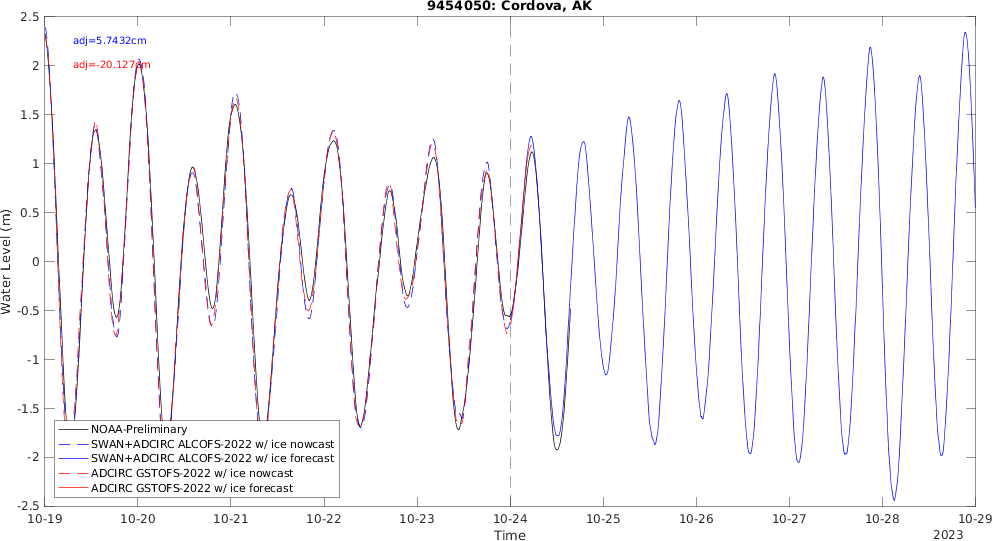 9454050: Cordova, AK
adj=5.7432cm
adj=-20.127cm
Water Level (m)
2.5
2
1.5
1
0.5
0
-0.5
-1
-1.5
-2
-2.5
NOAA-Preliminary
SWAN+ADCIRC ALCOFS-2022 w/ ice nowcast
SWAN+ADCIRC ALCOFS-2022 w/ ice forecast
ADCIRC GSTOFS-2022 w/ ice nowcast
ADCIRC GSTOFS-2022 w/ ice forecast
10-19 10-20 10-21 10-22 10-23 10-24 10-25 10-26 10-27 10-28 10-29
Time
2023